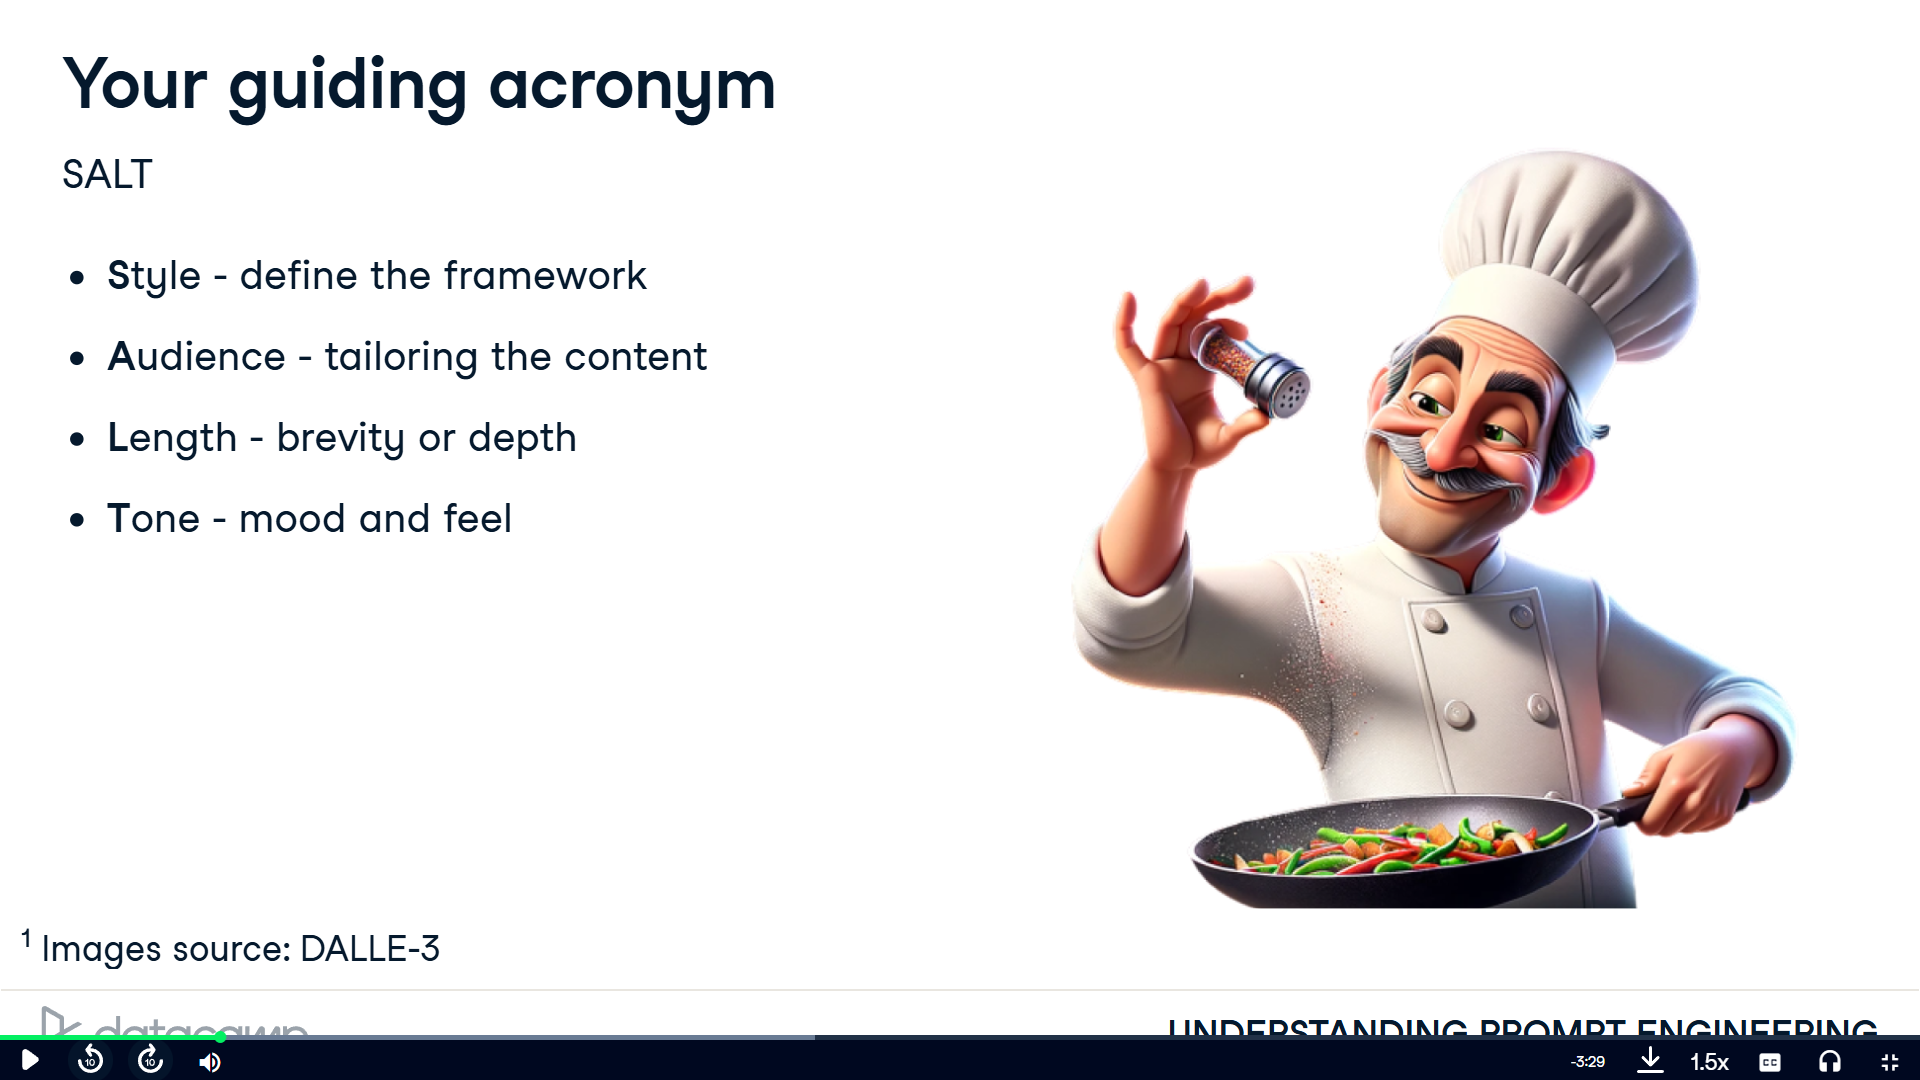 Your guiding acronym
SALT
• Style - define the framework
• Audience - tailoring the content
• Length - brevity or depth
• Tone - mood and feel
1 Images source: DALLE-3
datacamp
UNDERSTANDING PROMPT ENGINEERING
10
10
-3:29
1.5x
CC